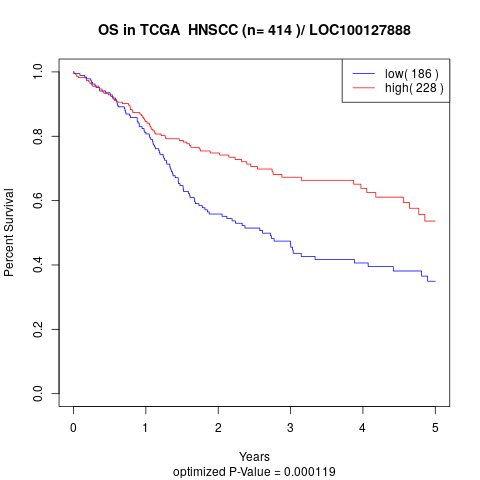 OS in TCGA  HNSCC (n= 414 )/ LOC100127888
low( 186 )
high( 228 )
Percent Survival
1.0
0.8
0.6
0.4
0.2
0.0
0 1 2 3 4 5
Years
optimized P-Value = 0.000119